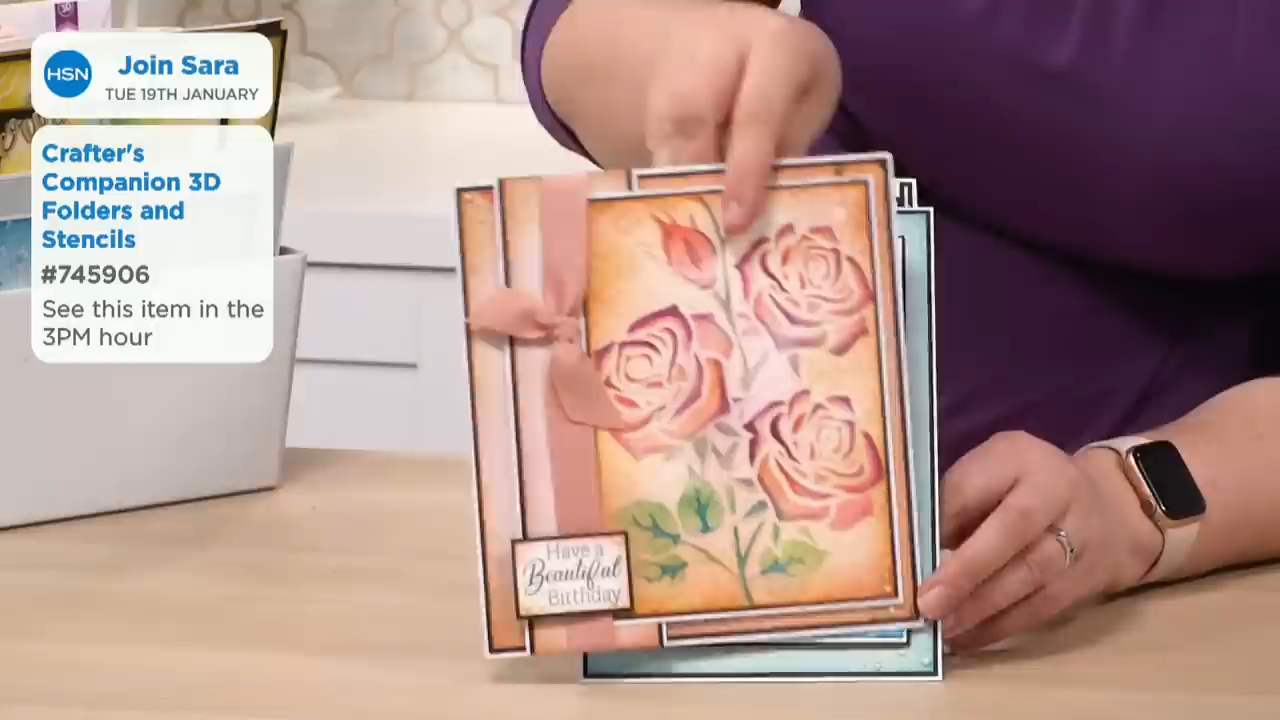 HSN
Join Sara
TUE 19TH JANUARY
Crafter's
Companion 3D
Folders and
Stencils
#745906
See this item in the
3PM hour
Have a
Beautiful
Birthday